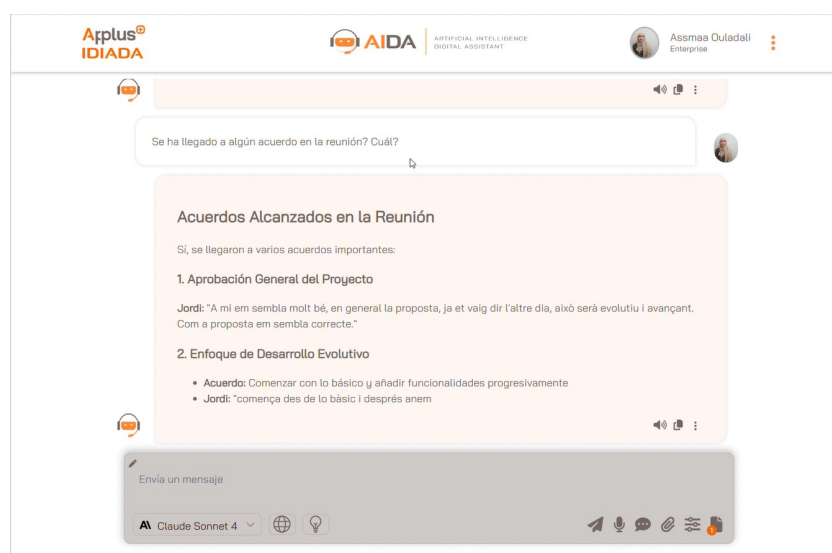 Applus⊕
IDIADA
AIDA
ARTIFICIAL INTELLIGENCE
DIGITAL ASSISTANT
Assmaa Ouladali
Enterprise
Se ha llegado a algún acuerdo en la reunión? Cuál?
Acuerdos Alcanzados en la Reunión
Sí, se llegaron a varios acuerdos importantes:
1. Aprobación General del Proyecto
Jordi: "A mi em sembla molt bé, en general la proposta, ja et vaig dir l'altre dia, això serà evolutiu i avançant.
Com a proposta em sembla correcte."
2. Enfoque de Desarrollo Evolutivo
• Acuerdo: Comenzar con lo básico y añadir funcionalidades progresivamente
• Jordi: "comença des de lo bàsic i després anem
Envía un mensaje
A\ Claude Sonnet 4
1